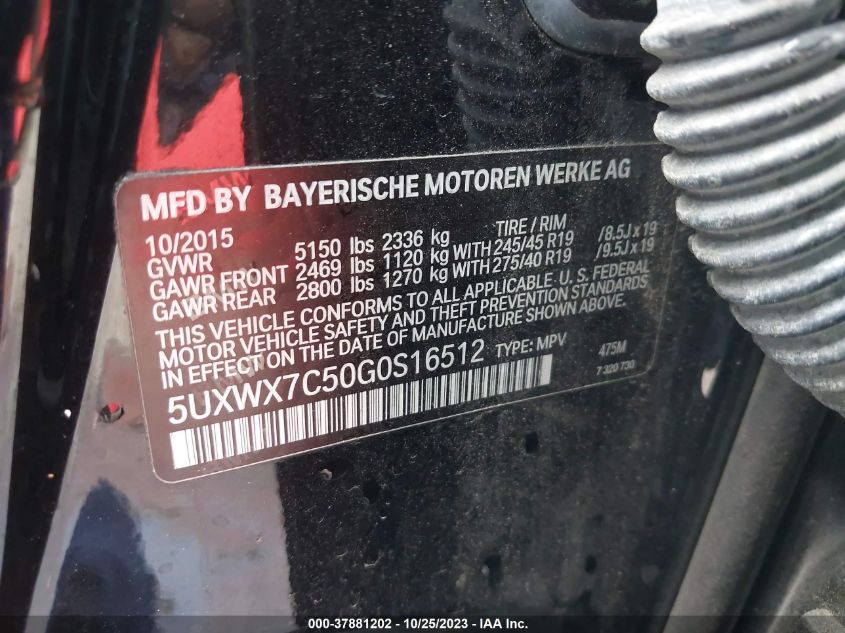 MFD BY BAYERISCHE MOTOREN WERKE AG
10/2015 TIRE / RIM
GVWR 5150 lbs 2336 kg
GAWR FRONT 2469 lbs 1120 kg WITH 245/45 R19 /8.5J x 19
GAWR REAR 2800 lbs 1270 kg WITH 275/40 R19 /9.5J x 19
THIS VEHICLE CONFORMS TO ALL APPLICABLE U. S. FEDERAL
MOTOR VEHICLE SAFETY AND THEFT PREVENTION STANDARDS
IN EFFECT ON THE DATE OF MANUFACTURE SHOWN ABOVE.
5UXWX7C50G0S16512 TYPE: MPV 475M
7 320 730
000-37881202 - 10/25/2023 - IAA Inc.